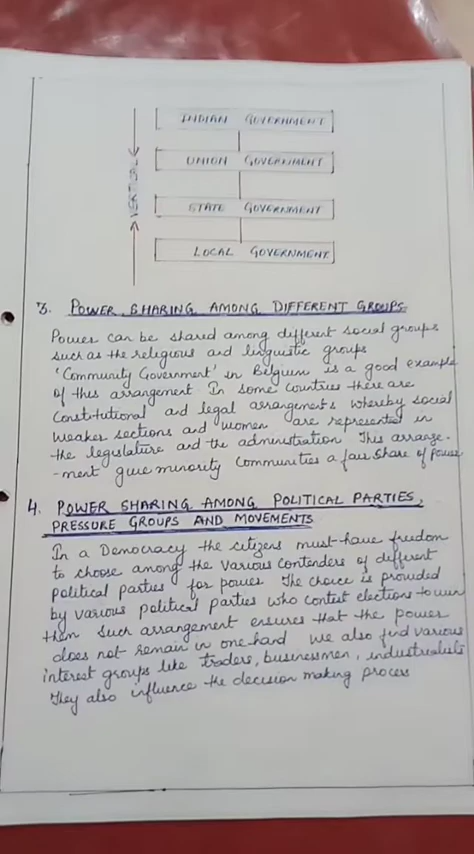 INDIAN GOVERNMENT
UNION GOVERNMENT
STATE GOVERNMENT
LOCAL GOVERNMENT.
VERTICAL
3. POWER SHARING AMONG DIFFERENT GROUPS.
Power can be shared among different social groups
such as the religious and linguistic groups
'Community Government' in Belgium is a good example
of this arrangement. In some countries there are
Constitutional and legal arrangements whereby social
weaker sections and women are represented in
the legislature and the administration This arrange-
-ment give minority communities a fair share of power
4. POWER SHARING AMONG POLITICAL PARTIES,
PRESSURE GROUPS AND MOVEMENTS
In a Democracy the citizens must have freedom
to choose among the various contenders of different
political parties for power The choice is provided
by various political parties who contest elections to win
them Such arrangement ensures that the power
does not remain in one hand We also find various
interest groups like traders, businessmen, industrialists
They also influence the decision making process